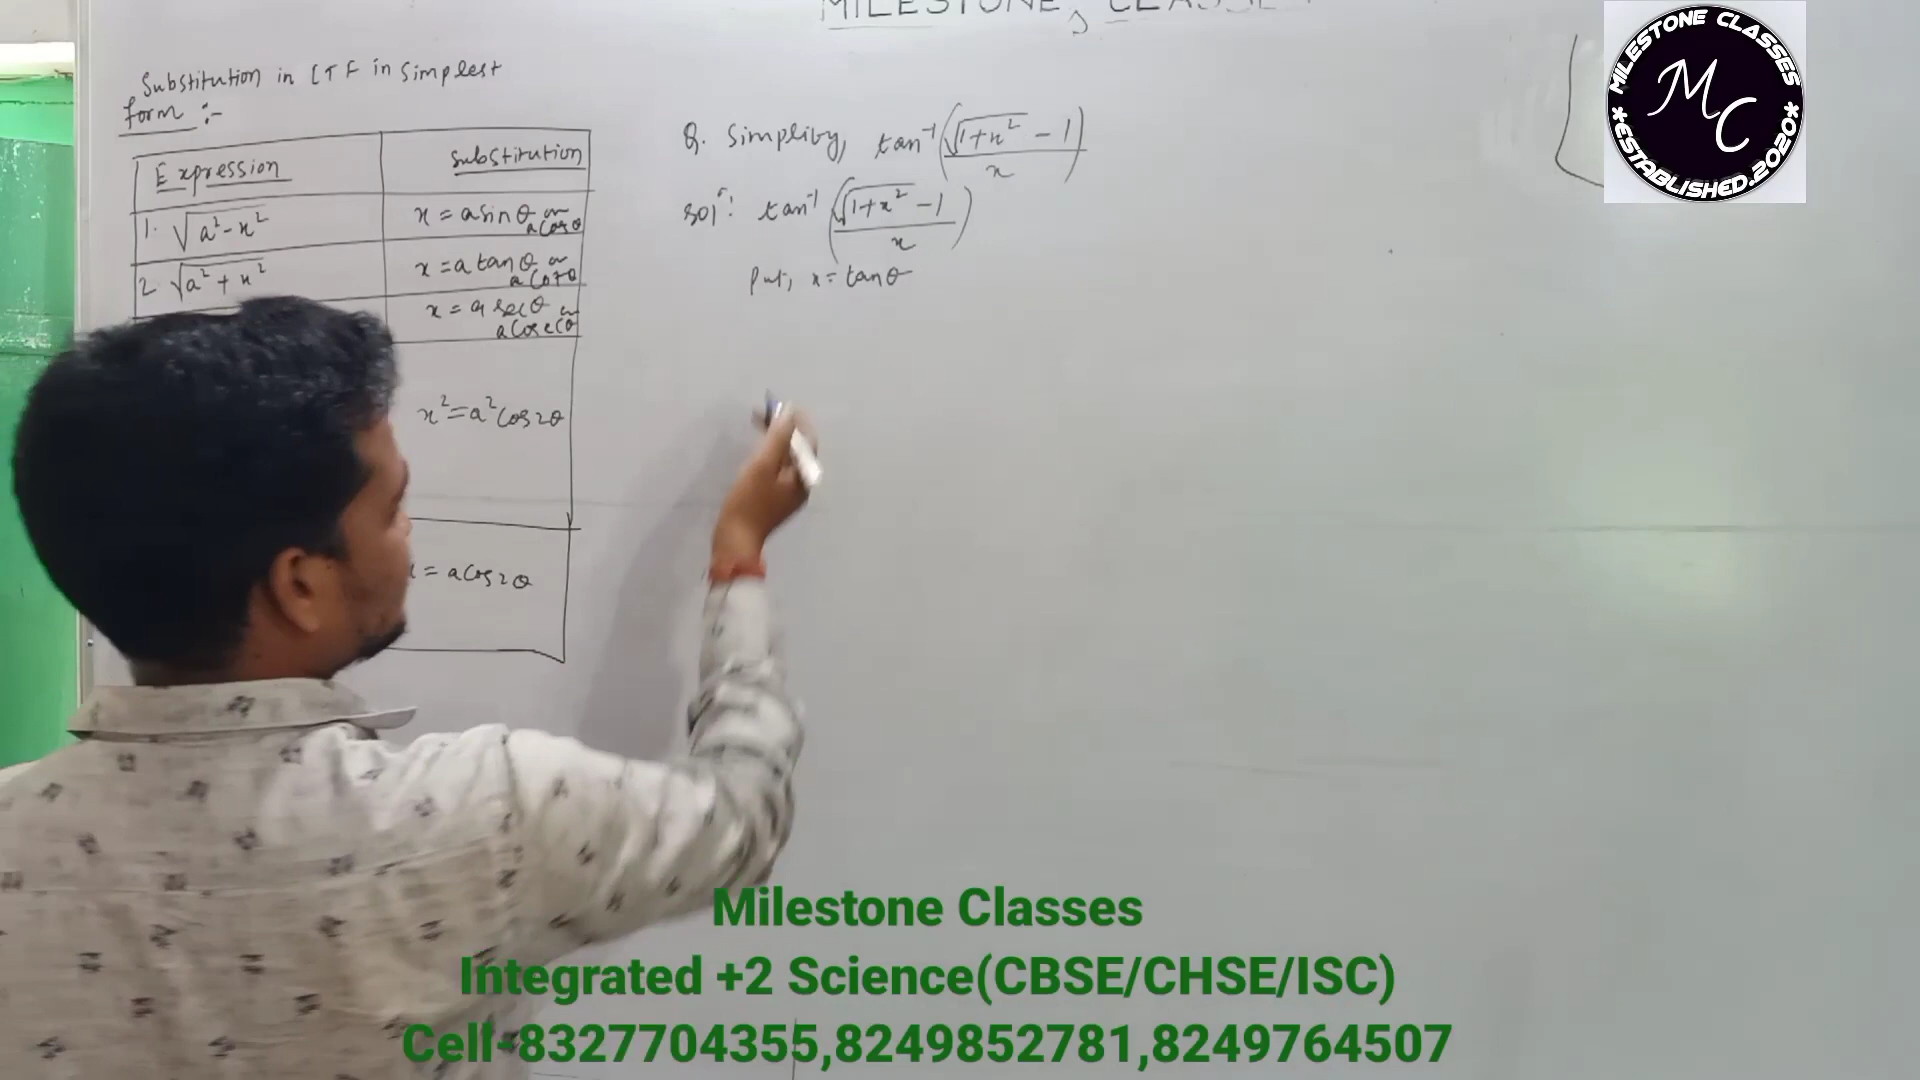 MILESTONE CLASSE
Substitution in ITF in simplest
form :-
Expression
Substitution
1. √a²-x²
x = a sin θ or
a cos θ
2 √a² + x²
x = a tan θ or
a cot θ
x = a sec θ or
a cosec θ
x² = a² cos 2θ
= a cos 2θ
Q. Simplivy, tan⁻¹(√1+x² - 1 / x)
Solⁿ: tan⁻¹(√1+x² - 1 / x)
Put, x = tan θ
MILESTONE CLASSES
MC
*ESTABLISHED.2020*
Milestone Classes
Integrated +2 Science(CBSE/CHSE/ISC)
Cell-8327704355,8249852781,8249764507